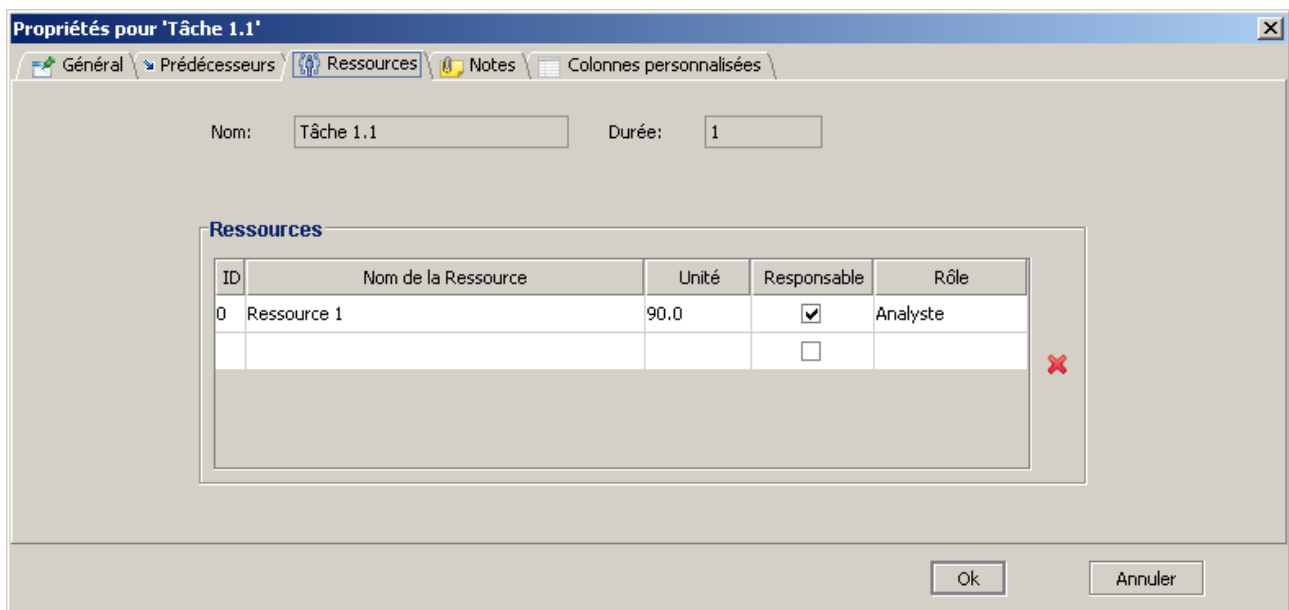 Propriétés pour 'Tâche 1.1'
Général Prédécesseurs Ressources Notes Colonnes personnalisées
Nom: Tâche 1.1 Durée: 1
Ressources
ID Nom de la Ressource Unité Responsable Rôle
0 Ressource 1 90.0 Analyste
Ok Annuler